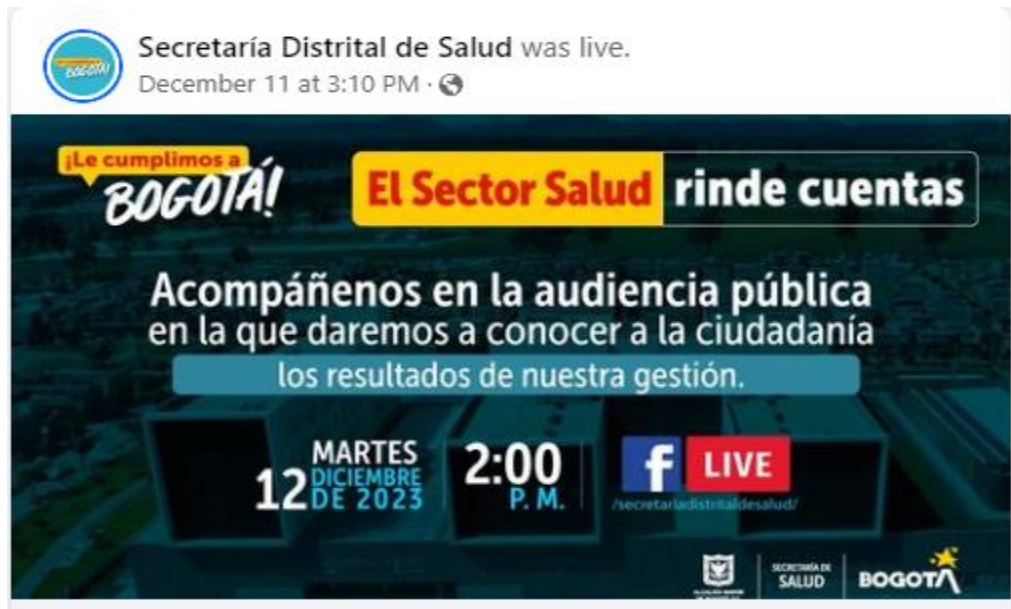 Secretaría Distrital de Salud was live.
December 11 at 3:10 PM ·
¡Le cumplimos a
BOGOTÁ!
El Sector Salud rinde cuentas
Acompáñenos en la audiencia pública
en la que daremos a conocer a la ciudadanía
los resultados de nuestra gestión.
MARTES
12 DICIEMBRE
DE 2023
2:00
P. M.
f LIVE
/secretariadistritaldesalud/
SECRETARÍA DE
SALUD
BOGOTÁ